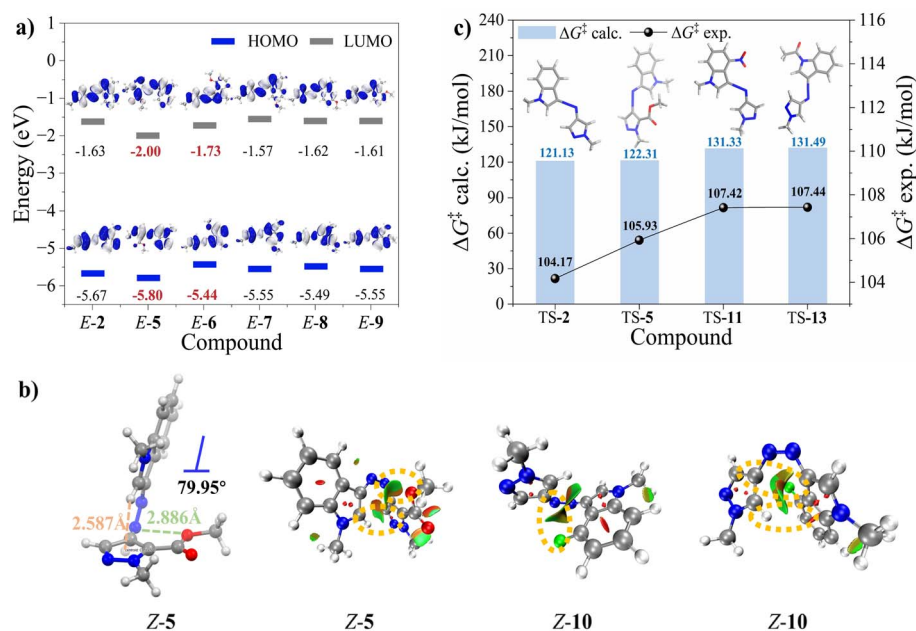 a)
HOMO LUMO
Energy (eV)
1
0
−1
−2
−3
−4
−5
−6
-1.63 -2.00 -1.73 -1.57 -1.62 -1.61
-5.67 -5.80 -5.44 -5.55 -5.49 -5.55
E-2 E-5 E-6 E-7 E-8 E-9
Compound
c)
ΔG‡ calc. ΔG‡ exp.
ΔG‡ calc. (kJ/mol)
240
210
180
150
120
90
60
30
0
121.13 122.31 131.33 131.49
104.17 105.93 107.42 107.44
TS-2 TS-5 TS-11 TS-13
Compound
116
114
112
110
108
106
104
ΔG‡ exp. (kJ/mol)
b)
79.95°
2.587Å 2.886Å
Z-5 Z-5 Z-10 Z-10